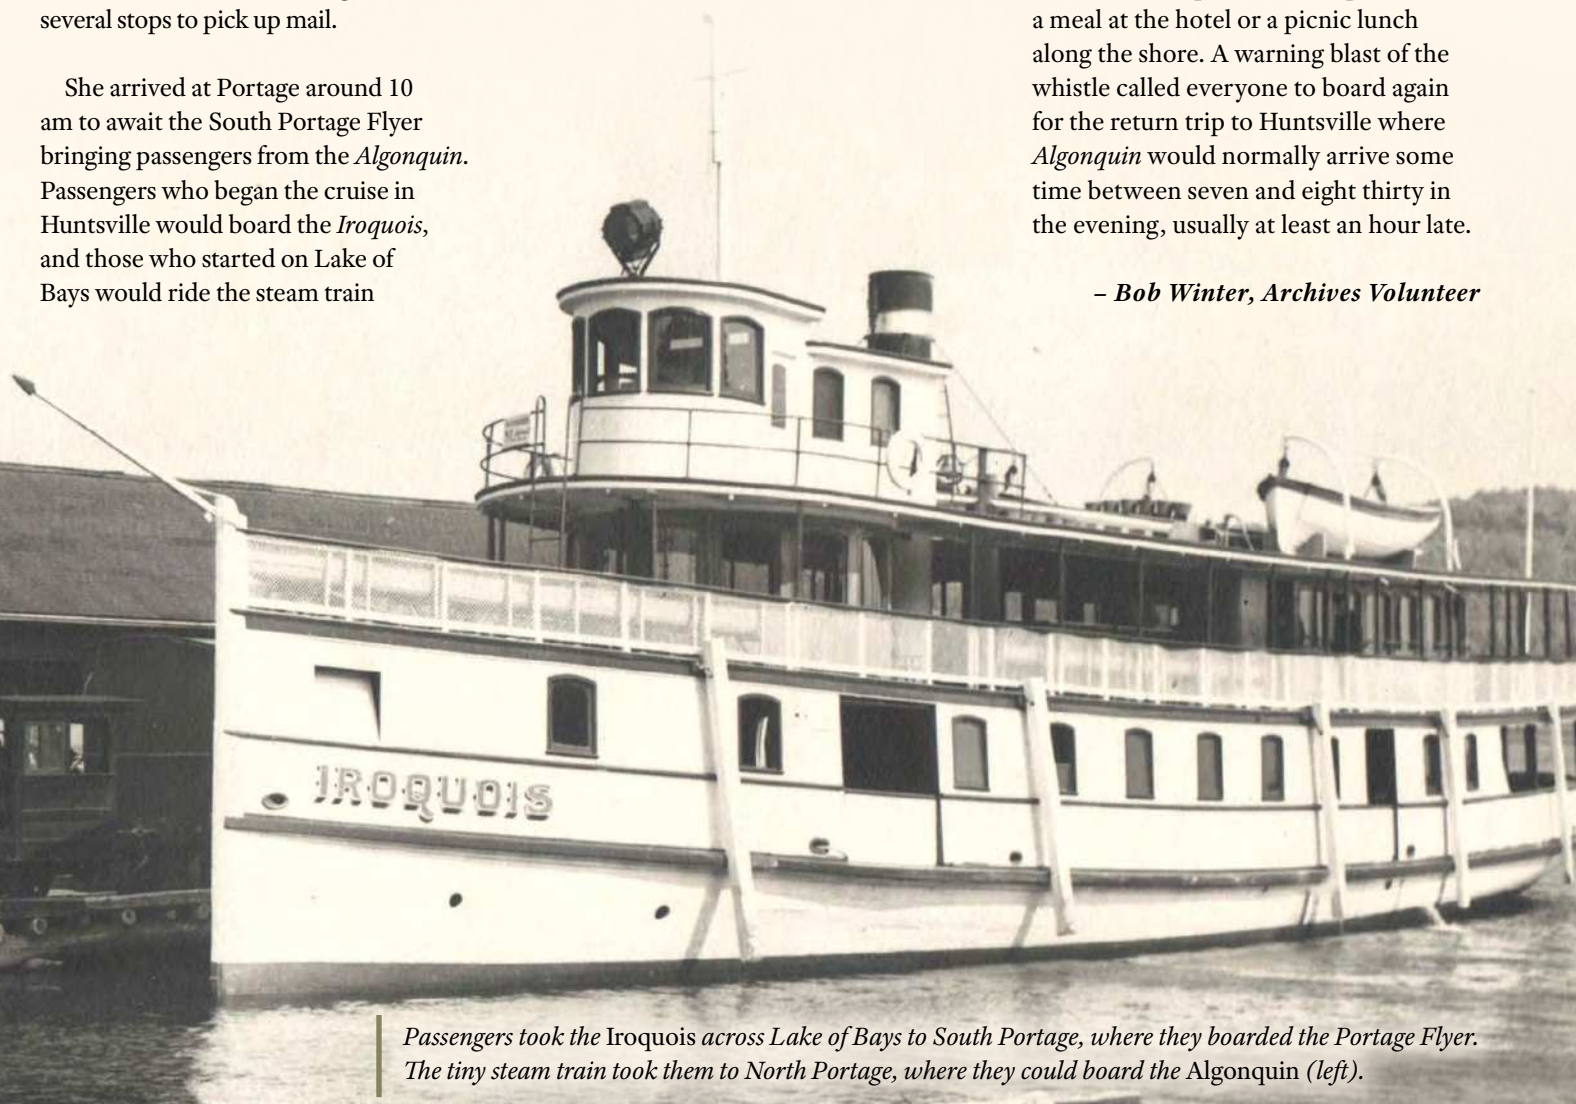 several stops to pick up mail.
She arrived at Portage around 10
am to await the South Portage Flyer
bringing passengers from the Algonquin.
Passengers who began the cruise in
Huntsville would board the Iroquois,
and those who started on Lake of
Bays would ride the steam train
a meal at the hotel or a picnic lunch
along the shore. A warning blast of the
whistle called everyone to board again
for the return trip to Huntsville where
Algonquin would normally arrive some
time between seven and eight thirty in
the evening, usually at least an hour late.
– Bob Winter, Archives Volunteer
IROQUOIS
Passengers took the Iroquois across Lake of Bays to South Portage, where they boarded the Portage Flyer.
The tiny steam train took them to North Portage, where they could board the Algonquin (left).